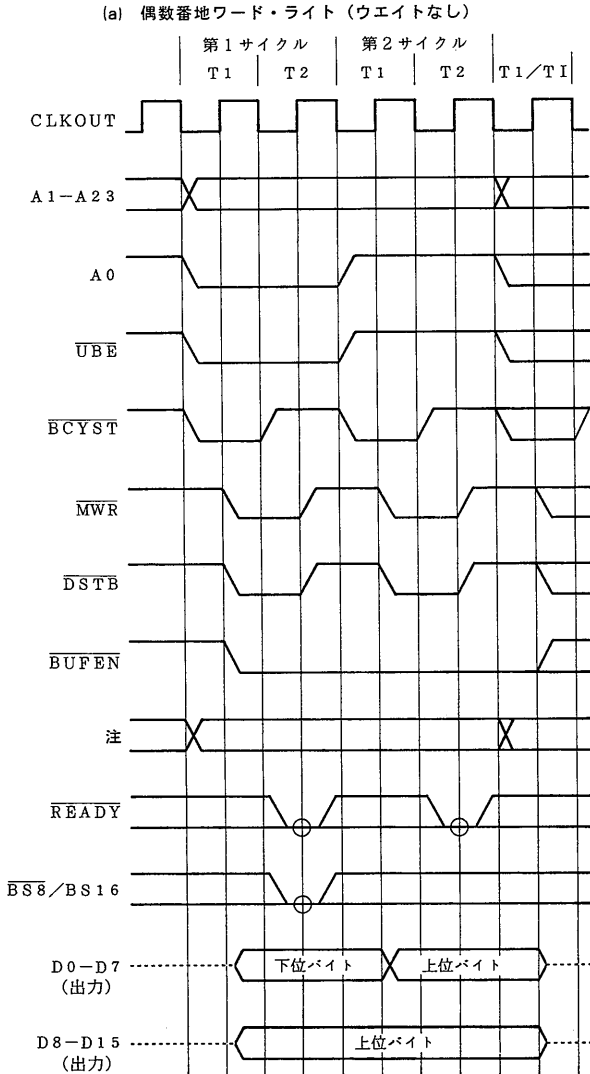 (a) 偶数番地ワード・ライト（ウエイトなし）
第1サイクル 第2サイクル
T1 T2 T1 T2 T1／TI
CLKOUT
A1－A23
A0
UBE
BCYST
MWR
DSTB
BUFEN
注
READY
BS8/BS16
D0－D7 下位バイト 上位バイト
（出力）
D8－D15 上位バイト
（出力）